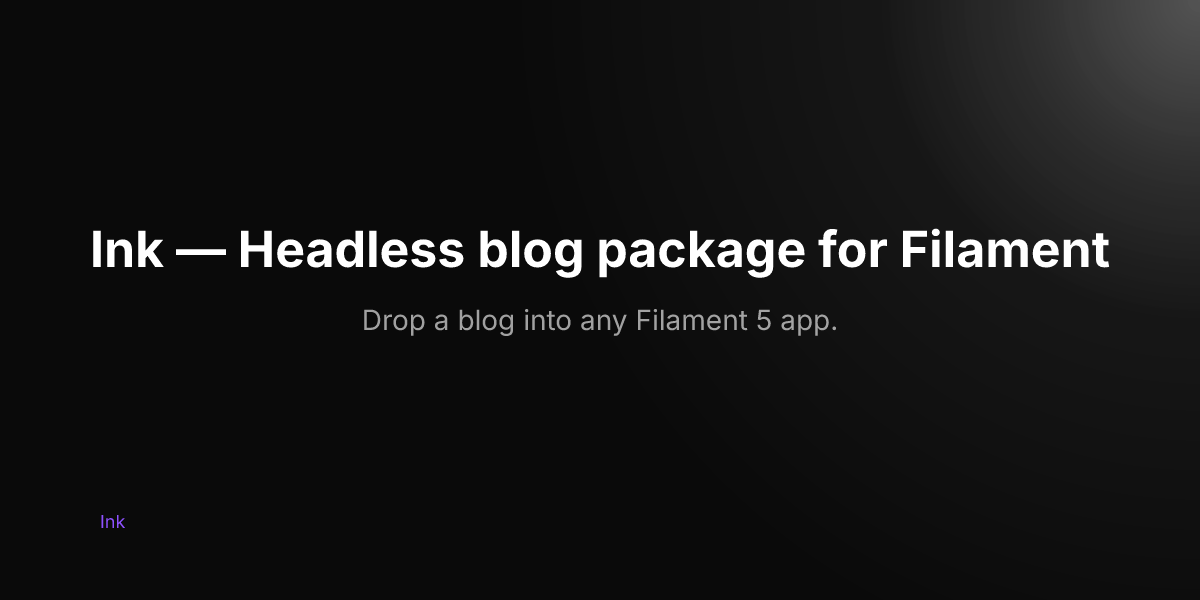 Ink — Headless blog package for Filament
Drop a blog into any Filament 5 app.
Ink